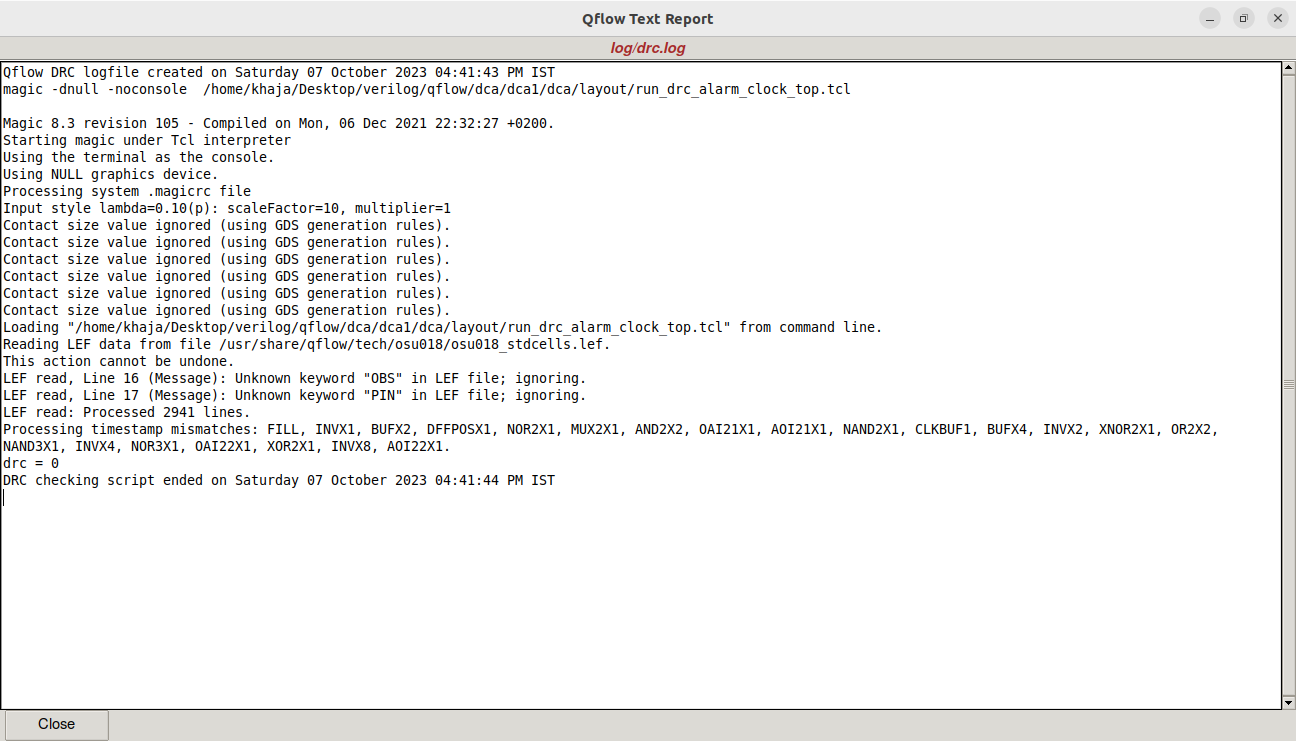 Qflow Text Report
log/drc.log
Qflow DRC logfile created on Saturday 07 October 2023 04:41:43 PM IST
magic -dnull -noconsole  /home/khaja/Desktop/verilog/qflow/dca/dca1/dca/layout/run_drc_alarm_clock_top.tcl
Magic 8.3 revision 105 - Compiled on Mon, 06 Dec 2021 22:32:27 +0200.
Starting magic under Tcl interpreter
Using the terminal as the console.
Using NULL graphics device.
Processing system .magicrc file
Input style lambda=0.10(p): scaleFactor=10, multiplier=1
Contact size value ignored (using GDS generation rules).
Contact size value ignored (using GDS generation rules).
Contact size value ignored (using GDS generation rules).
Contact size value ignored (using GDS generation rules).
Contact size value ignored (using GDS generation rules).
Contact size value ignored (using GDS generation rules).
Loading "/home/khaja/Desktop/verilog/qflow/dca/dca1/dca/layout/run_drc_alarm_clock_top.tcl" from command line.
Reading LEF data from file /usr/share/qflow/tech/osu018/osu018_stdcells.lef.
This action cannot be undone.
LEF read, Line 16 (Message): Unknown keyword "OBS" in LEF file; ignoring.
LEF read, Line 17 (Message): Unknown keyword "PIN" in LEF file; ignoring.
LEF read: Processed 2941 lines.
Processing timestamp mismatches: FILL, INVX1, BUFX2, DFFPOSX1, NOR2X1, MUX2X1, AND2X2, OAI21X1, AOI21X1, NAND2X1, CLKBUF1, BUFX4, INVX2, XNOR2X1, OR2X2,
NAND3X1, INVX4, NOR3X1, OAI22X1, XOR2X1, INVX8, AOI22X1.
drc = 0
DRC checking script ended on Saturday 07 October 2023 04:41:44 PM IST
Close